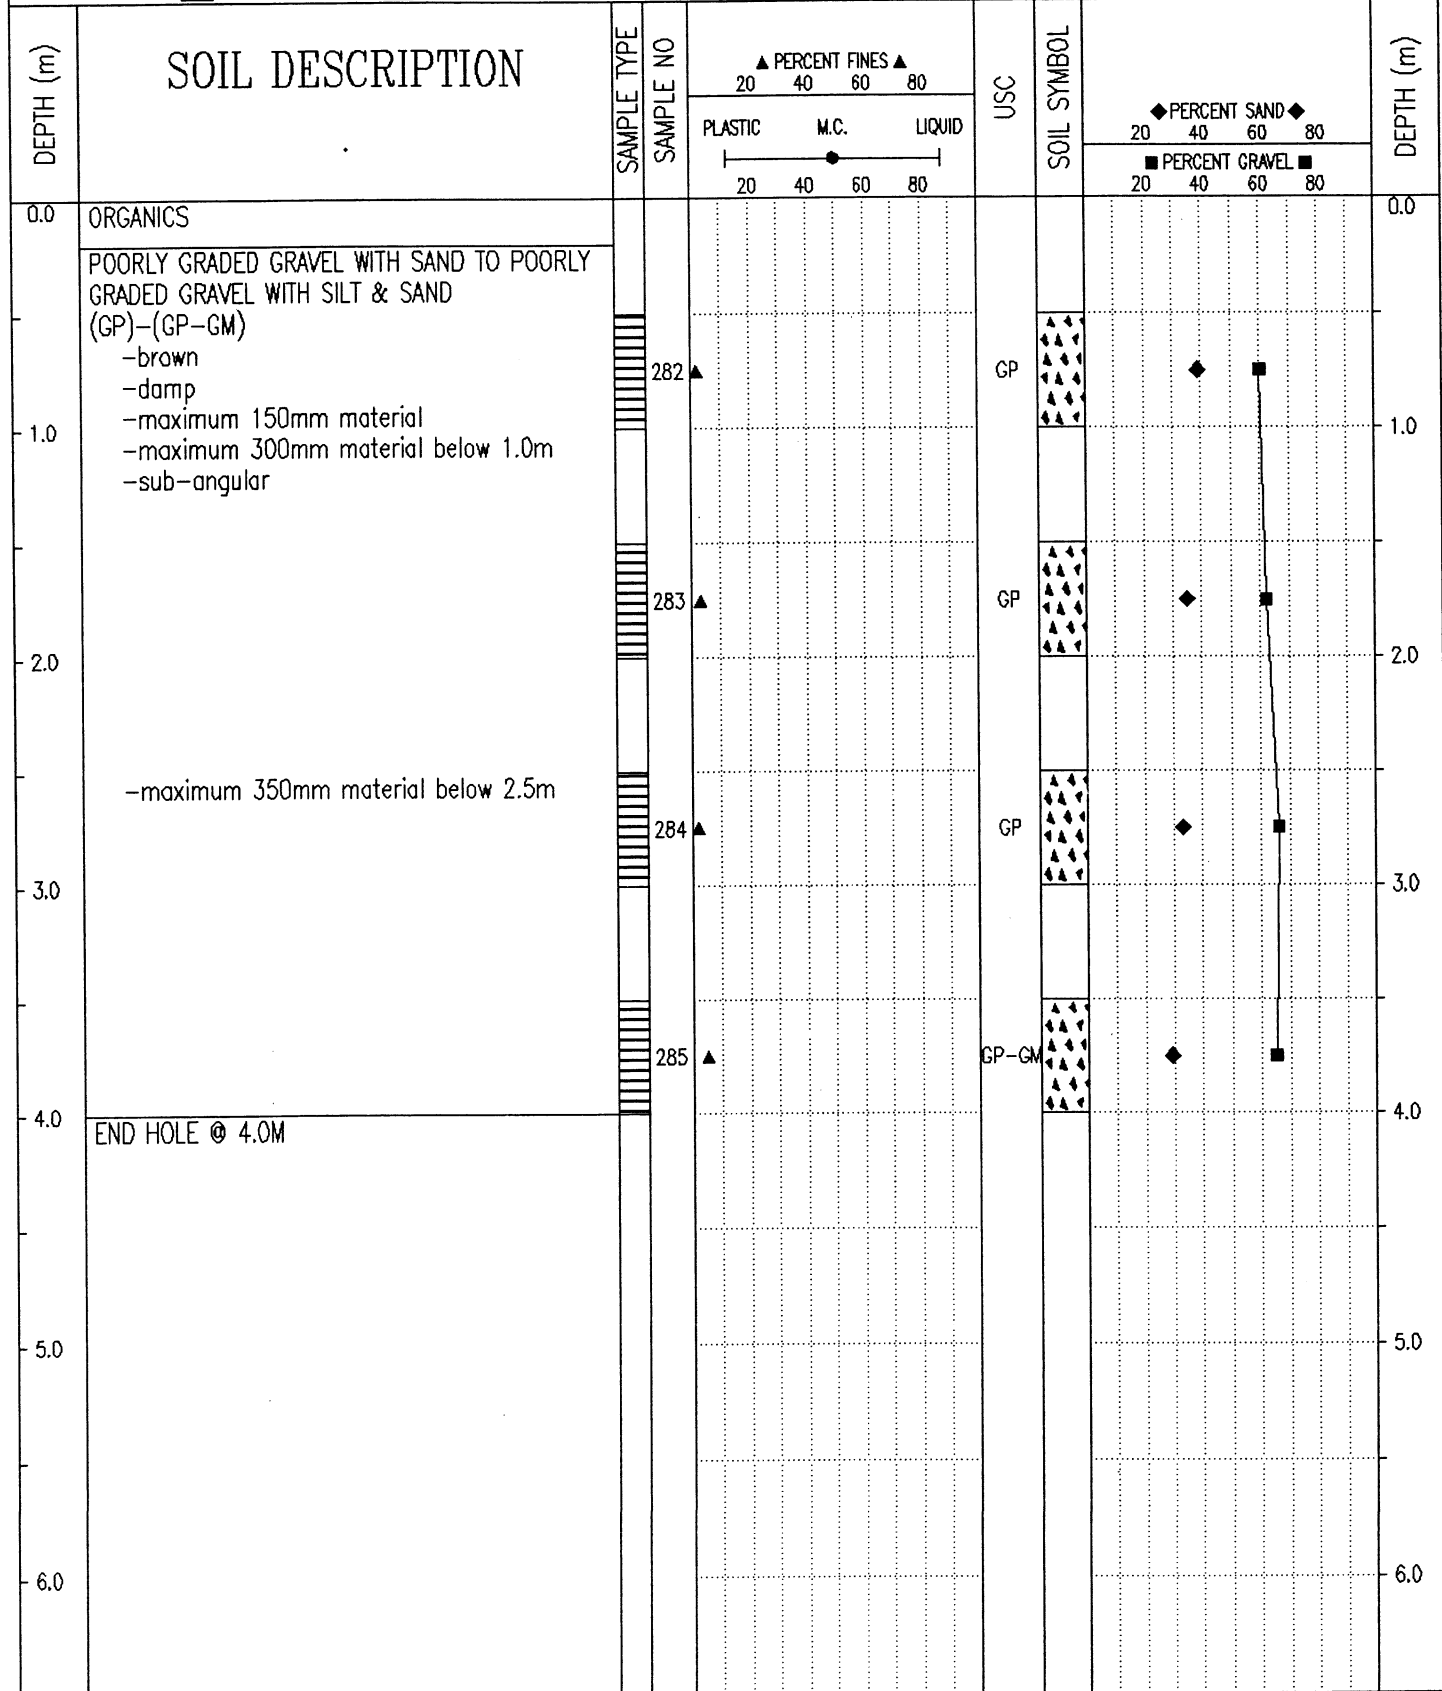 DEPTH (m)
SOIL DESCRIPTION
SAMPLE TYPE
SAMPLE NO
▲ PERCENT FINES ▲
20 40 60 80
PLASTIC M.C. LIQUID
20 40 60 80
USC
SOIL SYMBOL
◆ PERCENT SAND ◆
20 40 60 80
■ PERCENT GRAVEL ■
20 40 60 80
DEPTH (m)
0.0 ORGANICS 0.0
POORLY GRADED GRAVEL WITH SAND TO POORLY
GRADED GRAVEL WITH SILT & SAND
(GP)-(GP-GM)
-brown
282 GP
-damp
-maximum 150mm material
1.0 1.0
-maximum 300mm material below 1.0m
-sub-angular
283 GP
2.0 2.0
-maximum 350mm material below 2.5m
284 GP
3.0 3.0
285 GP-GM
4.0 4.0
END HOLE @ 4.0M
5.0 5.0
6.0 6.0